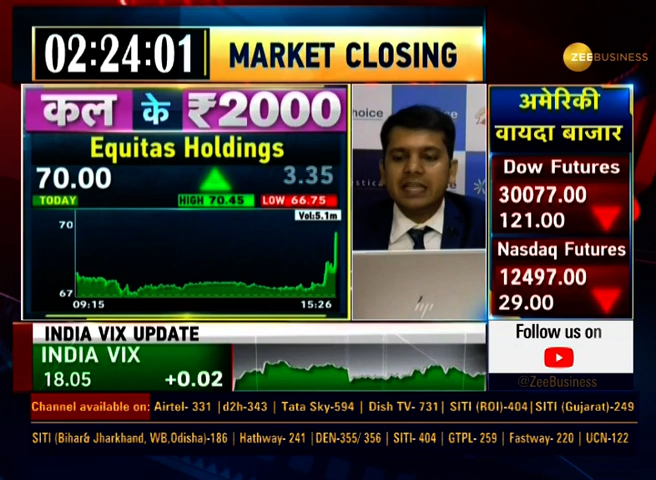 02:24:01 MARKET CLOSING
ZEEBUSINESS
कल के ₹2000
Equitas Holdings
70.00 3.35
TODAY HIGH 70.45 LOW 66.75
Vol:5.1m
70
67
09:15 15:26
hoice
hp
अमेरिकी
वायदा बाजार
Dow Futures
30077.00
121.00
Nasdaq Futures
12497.00
29.00
INDIA VIX UPDATE
INDIA VIX
18.05 +0.02
Follow us on
@ZeeBusiness
Channel available on: Airtel- 331 |d2h-343 | Tata Sky-594 | Dish TV- 731| SITI (ROI)-404|SITI (Gujarat)-249
SITI (Bihar& Jharkhand, WB,Odisha)-186 | Hathway- 241 |DEN-355/ 356 | SITI- 404 | GTPL- 259 | Fastway- 220 | UCN-122